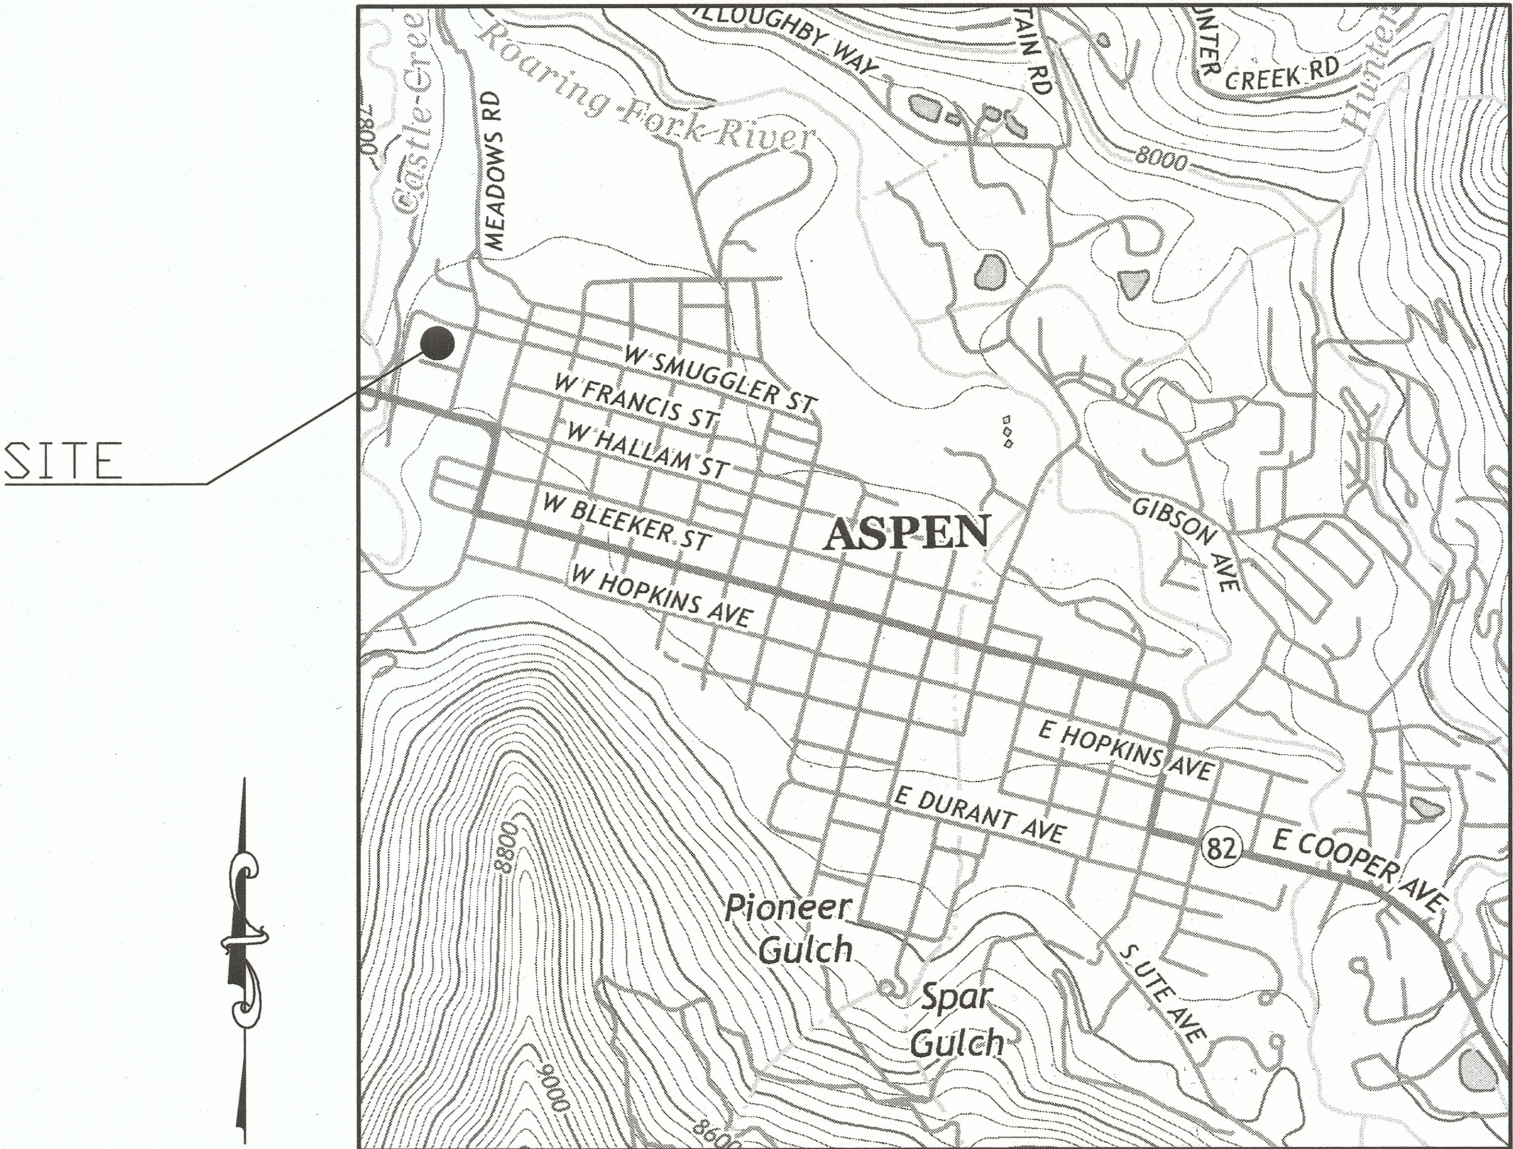 ILLOUGHBY WAY
TAIN RD
UNTER
CREEK RD
Hunter
Castle Cree
Roaring Fork River
MEADOWS RD
7800
8000
W SMUGGLER ST
W FRANCIS ST
W HALLAM ST
SITE
W BLEEKER ST
ASPEN
GIBSON AVE
W HOPKINS AVE
E HOPKINS AVE
E DURANT AVE
82
E COOPER AVE
8800
Pioneer
Gulch
S UTE AVE
Spar
Gulch
9000
8600